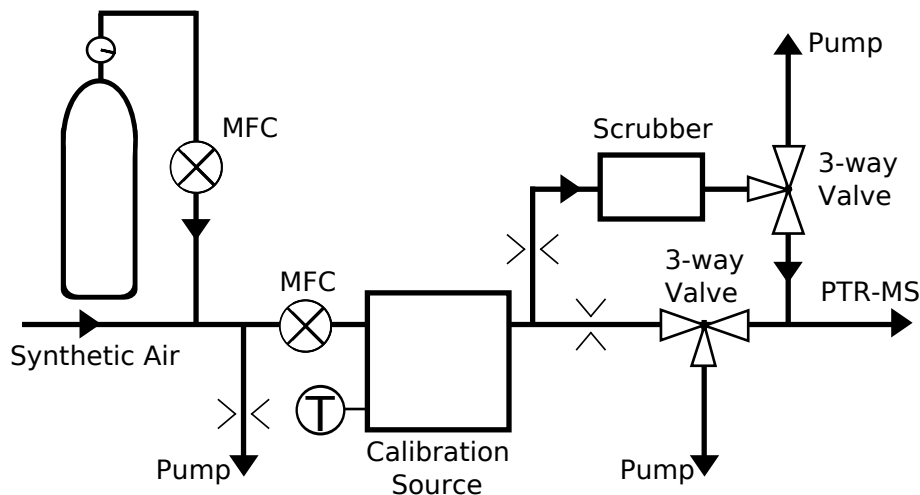 MFC
Synthetic Air
Pump
MFC
T
Calibration
Source
Scrubber
Pump
3-way
Valve
3-way
Valve
PTR-MS
Pump